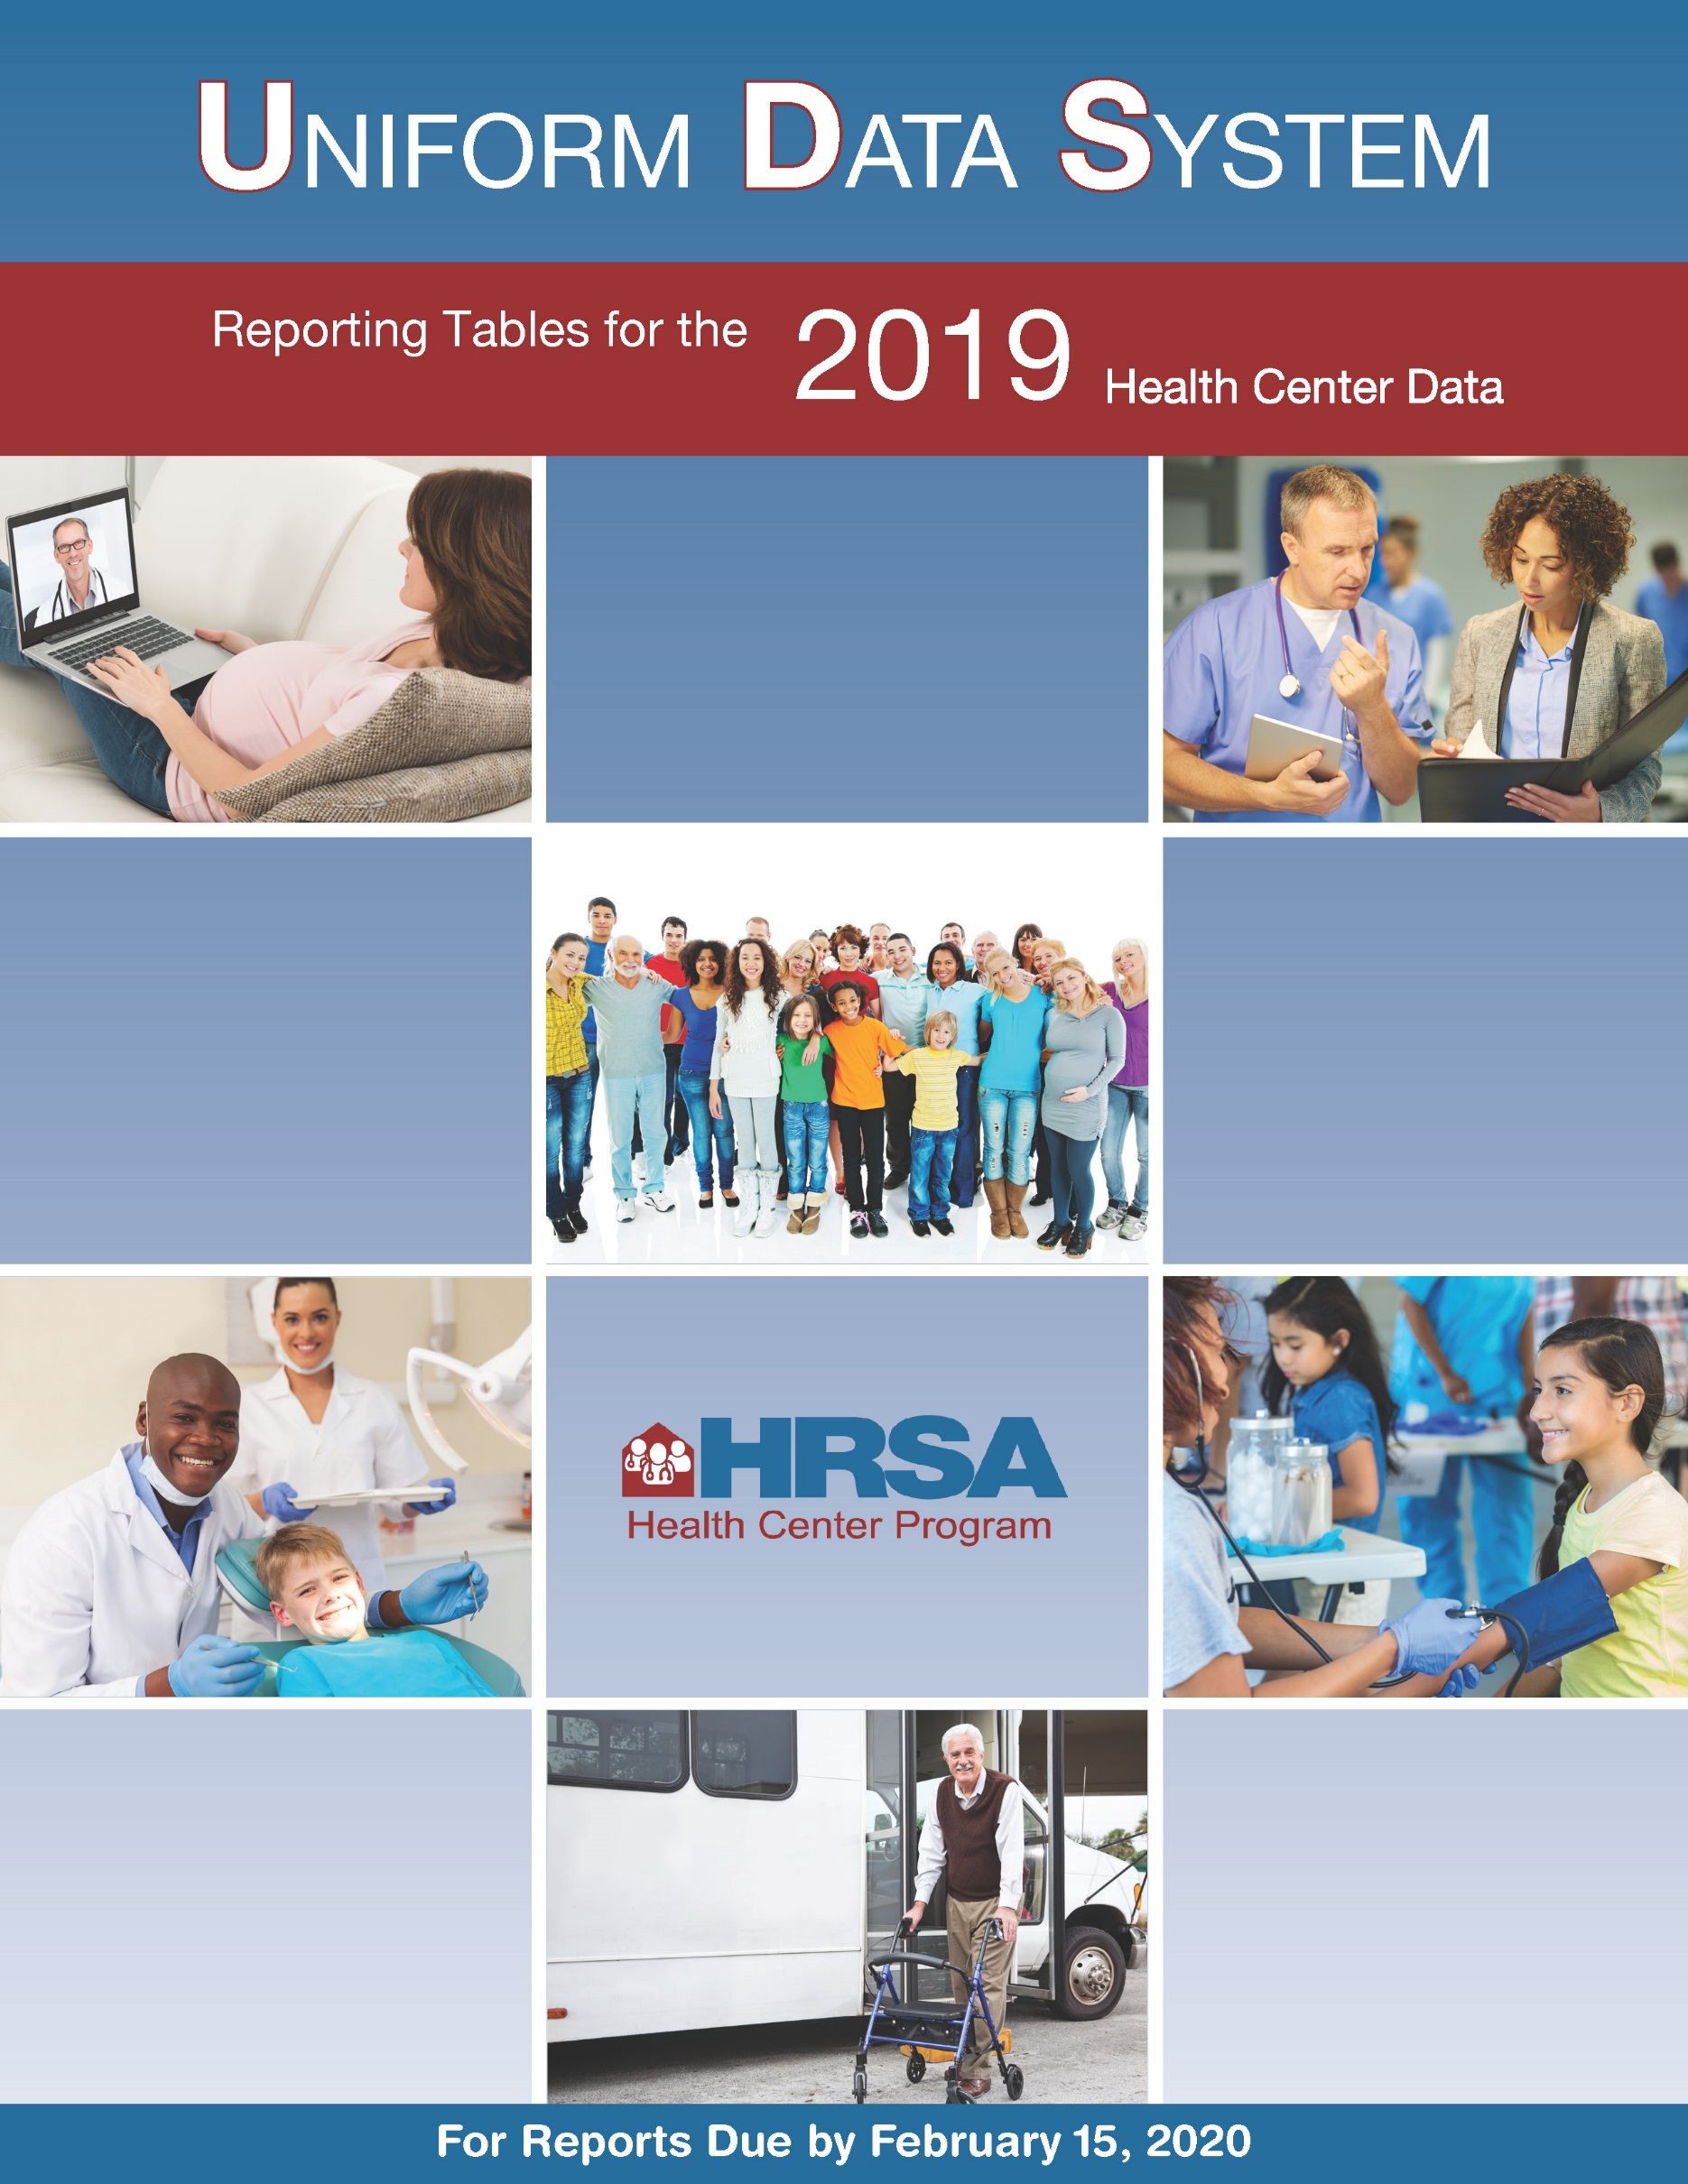 UNIFORM DATA SYSTEM
Reporting Tables for the 2019 Health Center Data
HRSA
Health Center Program
For Reports Due by February 15, 2020